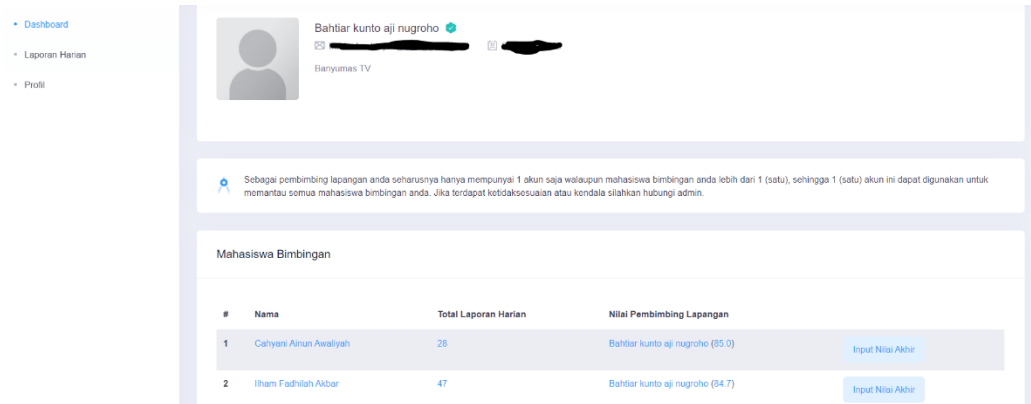 Dashboard
Laporan Harian
Profil
Bahtiar kunto aji nugroho
Banyumas TV
Sebagai pembimbing lapangan anda seharusnya hanya mempunyai 1 akun saja walaupun mahasiswa bimbingan anda lebih dari 1 (satu), sehingga 1 (satu) akun ini dapat digunakan untuk
memantau semua mahasiswa bimbingan anda. Jika terdapat ketidaksesuaian atau kendala silahkan hubungi admin.
Mahasiswa Bimbingan
# Nama Total Laporan Harian Nilai Pembimbing Lapangan
1 Cahyani Ainun Awaliyah 28 Bahtiar kunto aji nugroho (85.0) Input Nilai Akhir
2 Ilham Fadhilah Akbar 47 Bahtiar kunto aji nugroho (84.7) Input Nilai Akhir